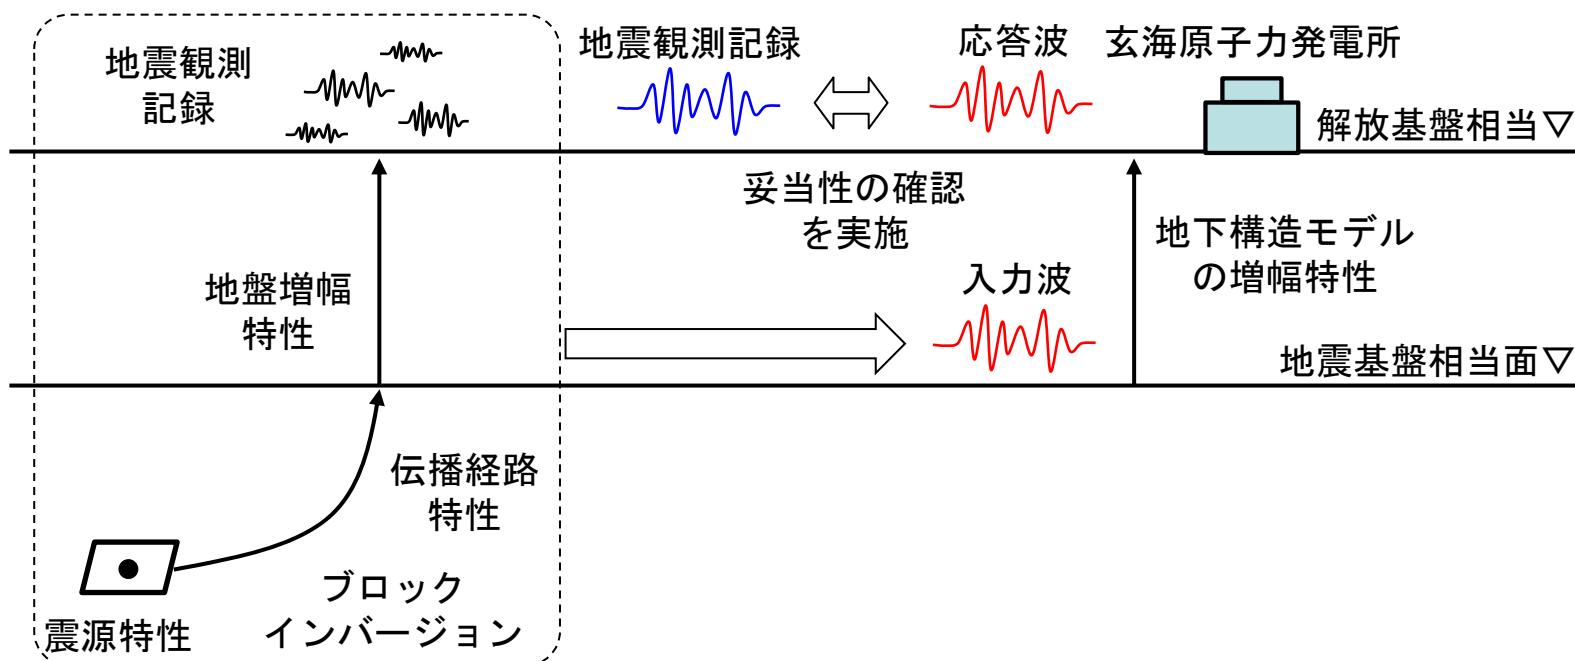 地震観測
記録
地震観測記録
応答波
玄海原子力発電所
解放基盤相当▽
妥当性の確認
を実施
地盤増幅
特性
入力波
地下構造モデル
の増幅特性
地震基盤相当面▽
伝播経路
特性
震源特性
ブロック
インバージョン